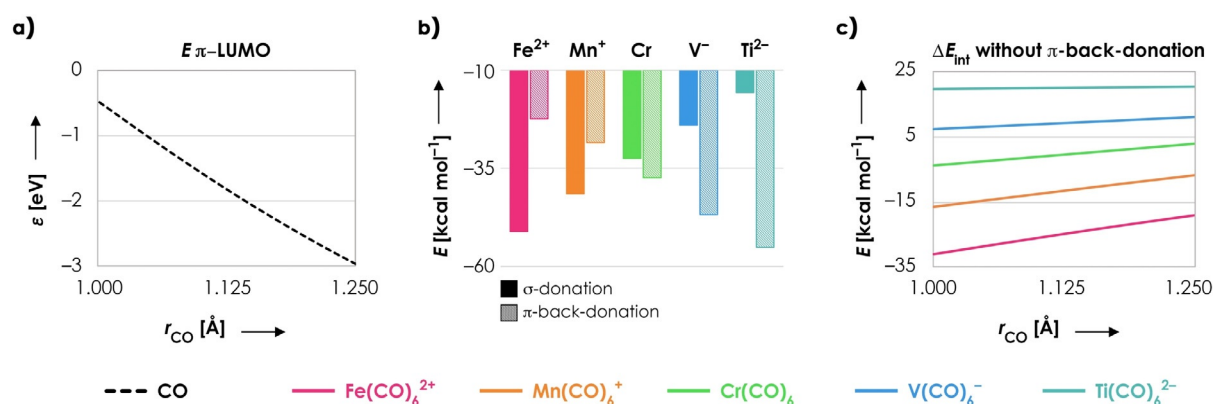 a)
E π–LUMO
0
–1
–2
–3
ε [eV]
1.000
1.125
1.250
r_CO [Å]
b)
Fe²⁺ Mn⁺ Cr V⁻ Ti²⁻
–10
–35
–60
E [kcal mol⁻¹]
σ-donation
π-back-donation
c)
ΔE_int without π-back-donation
25
5
–15
–35
E [kcal mol⁻¹]
1.000
1.125
1.250
r_CO [Å]
CO
Fe(CO)₆²⁺
Mn(CO)₆⁺
Cr(CO)₆
V(CO)₆⁻
Ti(CO)₆²⁻